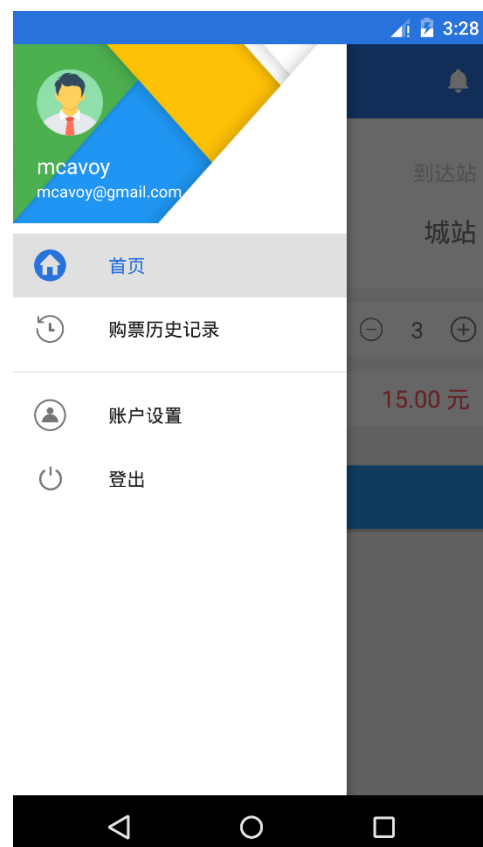 3:28
mcavoy
mcavoy@gmail.com
到达站
城站
首页
购票历史记录
3
15.00 元
账户设置
登出